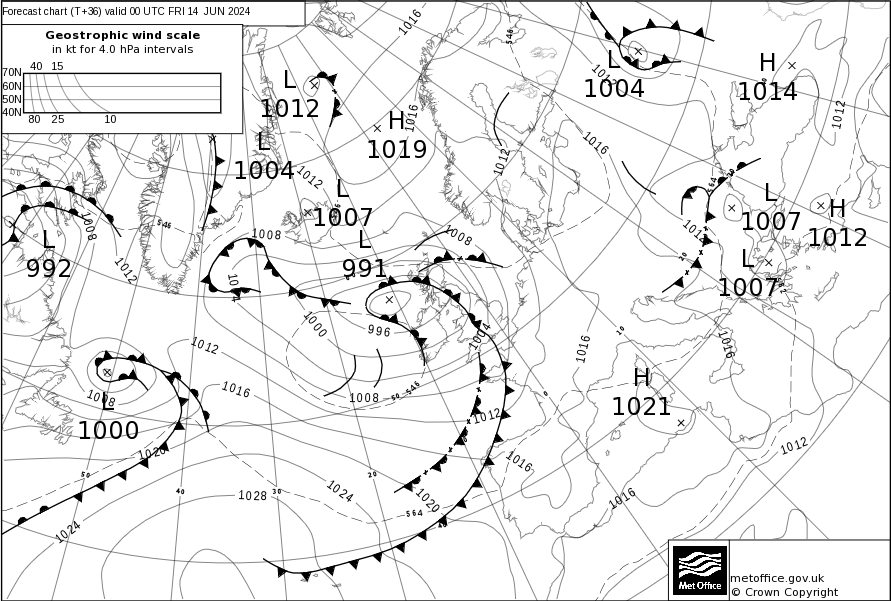 Forecast chart (T+36) valid 00 UTC FRI 14 JUN 2024
Geostrophic wind scale
in kt for 4.0 hPa intervals
40 15
70N
60N
50N
40N
80 25 10
1016
546
L
1004
H
1014
L
1012
1012
1016
H
1019
1016
1012
L
1004
1012
L
1007
L
1007
H
1012
564
1008
546
L
992
1012
1008
L
991
1008
L
1007
20
1000
996
1004
1016
1016
10
1012
1016
1008
50
546
H
1021
0
1008
L
1000
1012
1020
1016
1012
50
40
1028
30
1024
20
1020
564
40
1016
1024
metoffice.gov.uk
© Crown Copyright
Met Office